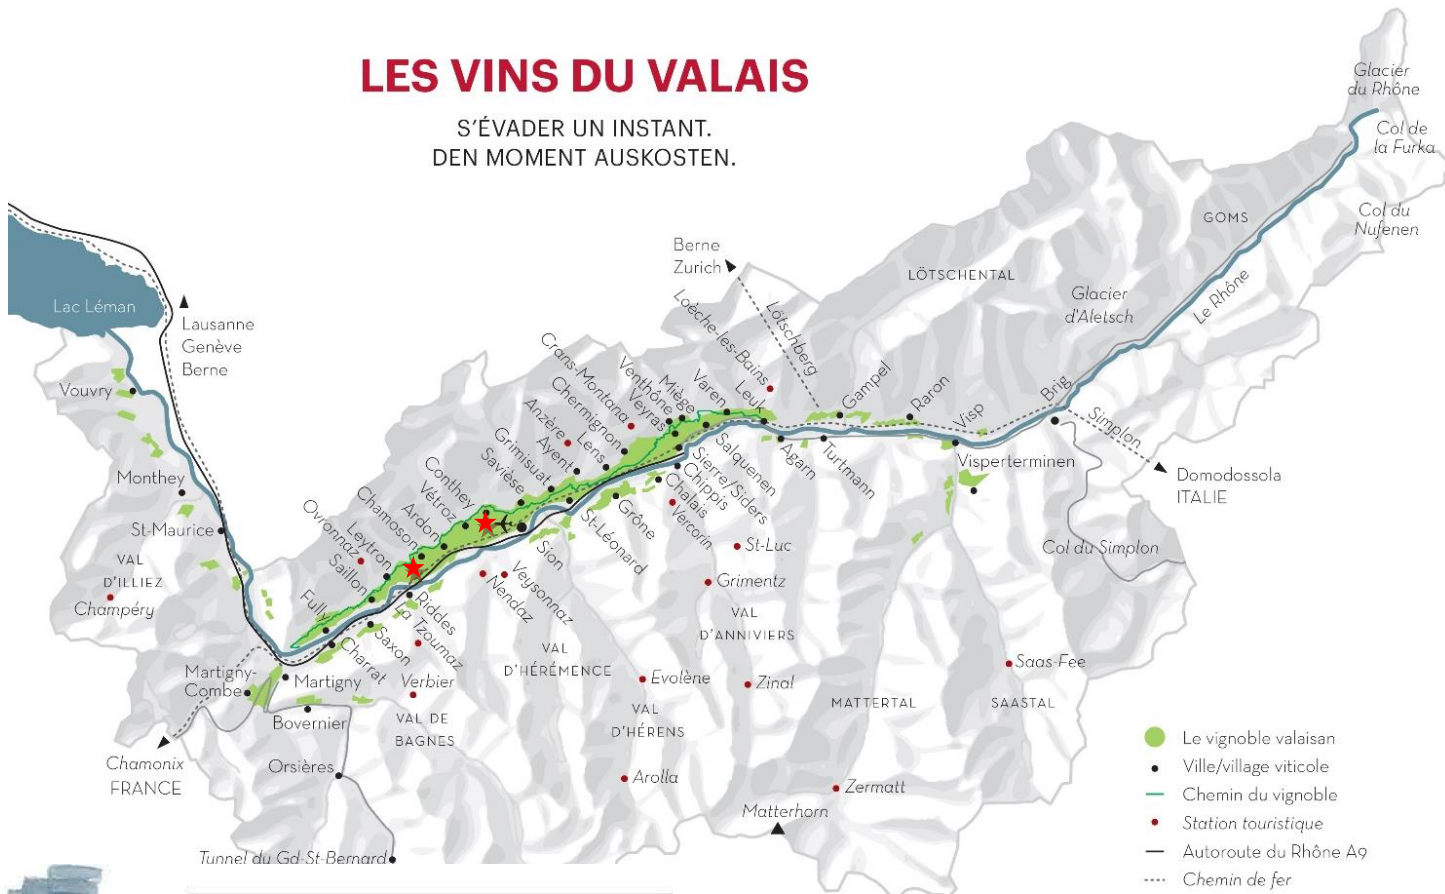 LES VINS DU VALAIS
S'ÉVADER UN INSTANT.
DEN MOMENT AUSKOSTEN.
Glacier
du Rhône
Col de
la Furka
Col du
Nufenen
GOMS
Le Rhône
LÖTSCHENTAL
Glacier
d'Aletsch
Berne
Zurich
Lötschberg
Loèche-les-Bains
Lac Léman
Lausanne
Genève
Berne
Vouvry
Monthey
St-Maurice
VAL
D'ILLIEZ
Champéry
Crans-Montana
Chermignon
Venthône
Veyras
Miège
Varen
Leuk
Gampel
Raron
Visp
Brig
Simplon
Domodossola
ITALIE
Visperterminen
Col du Simplon
Anzère
Ayent
Lens
Grimisuat
Savièse
Conthey
Vétroz
Ardon
Chamoson
Ovronnaz
Leytron
Saillon
Fully
Turtmann
Agarn
Salquenen
Sierre/Siders
Chippis
Chalais
Vercorin
Grône
St-Léonard
Sion
Veysonnaz
Nendaz
Riddes
La Tzoumaz
Saxon
Charrat
Verbier
Martigny
Martigny-
Combe
Bovernier
Orsières
Chamonix
FRANCE
Tunnel du Gd-St-Bernard
VAL DE
BAGNES
VAL
D'HÉRÉMENCE
VAL
D'HÉRENS
Evolène
Arolla
St-Luc
Grimentz
VAL
D'ANNIVIERS
Zinal
MATTERTAL
Zermatt
Matterhorn
Saas-Fee
SAASTAL
Le vignoble valaisan
Ville/village viticole
Chemin du vignoble
Station touristique
Autoroute du Rhône A9
Chemin de fer